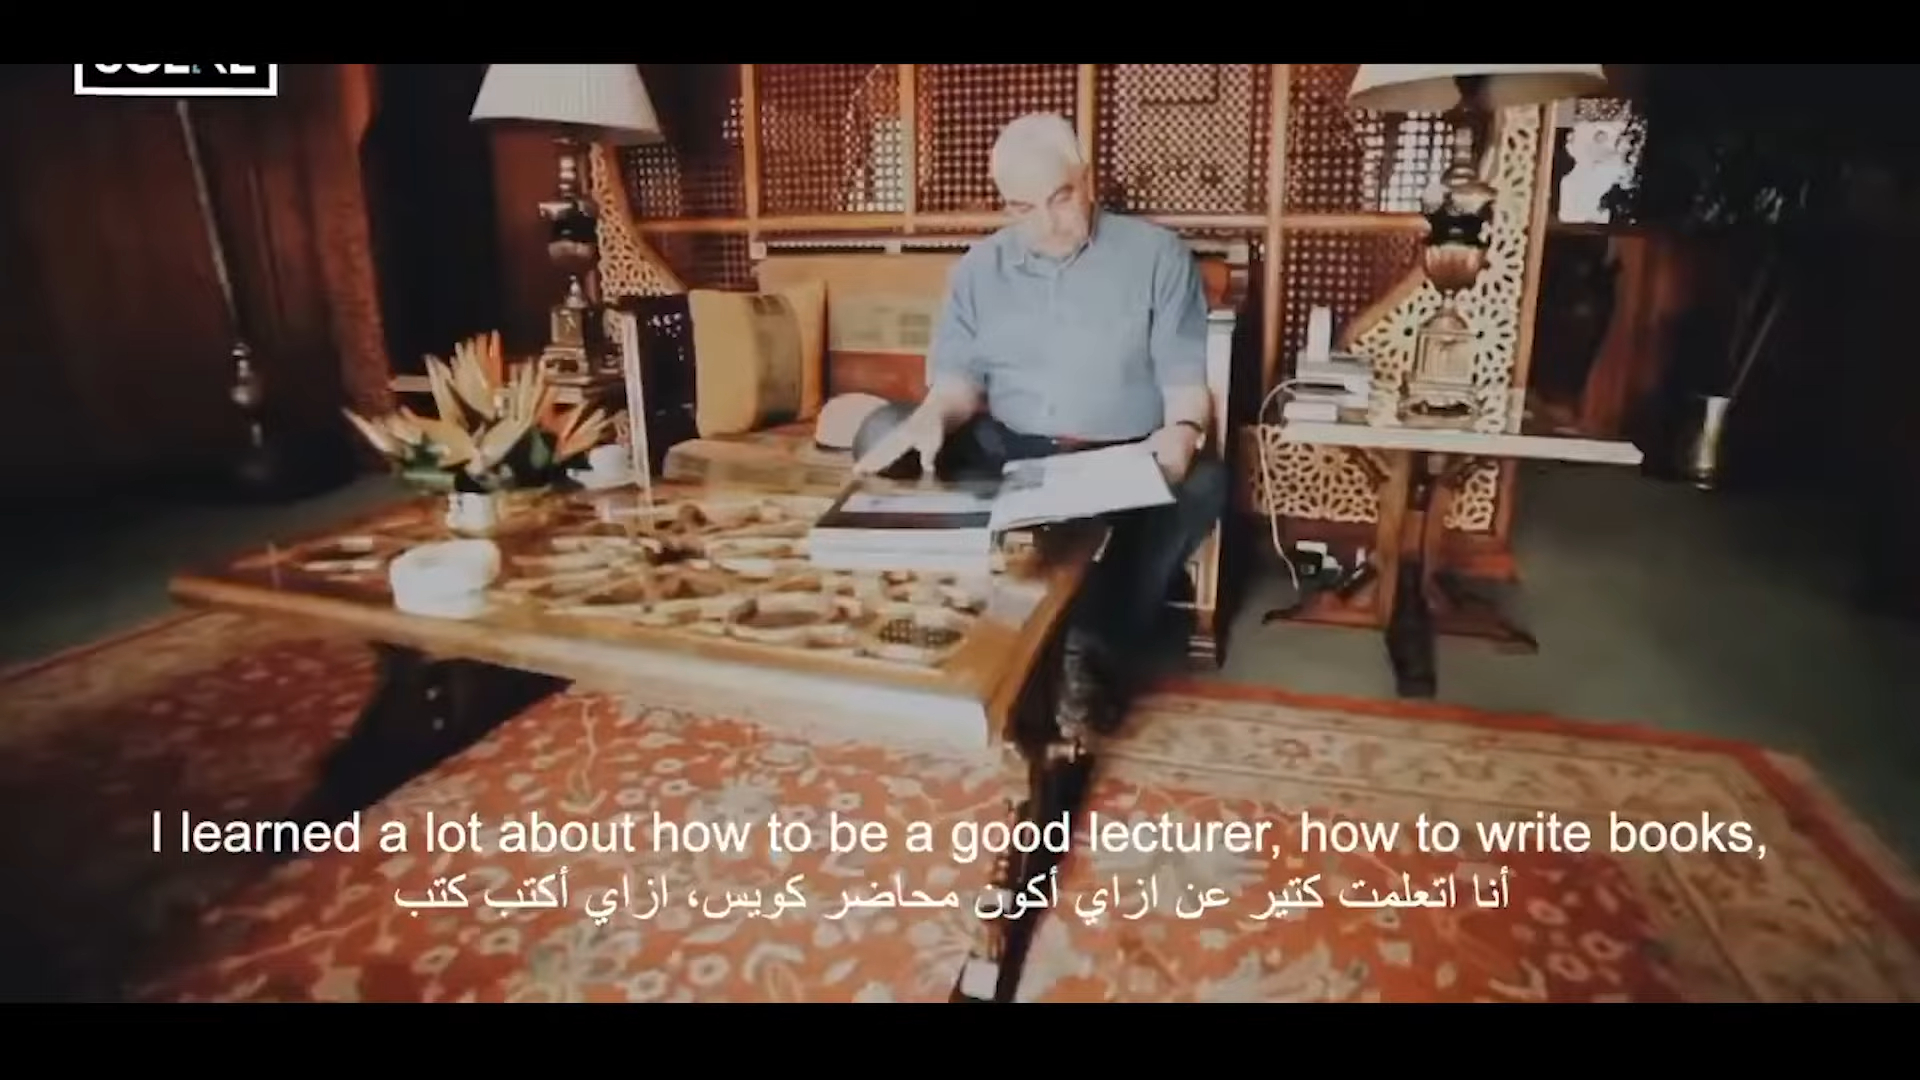 I learned a lot about how to be a good lecturer, how to write books,
أنا اتعلمت كتير عن ازاي أكون محاضر كويس، ازاي أكتب كتب